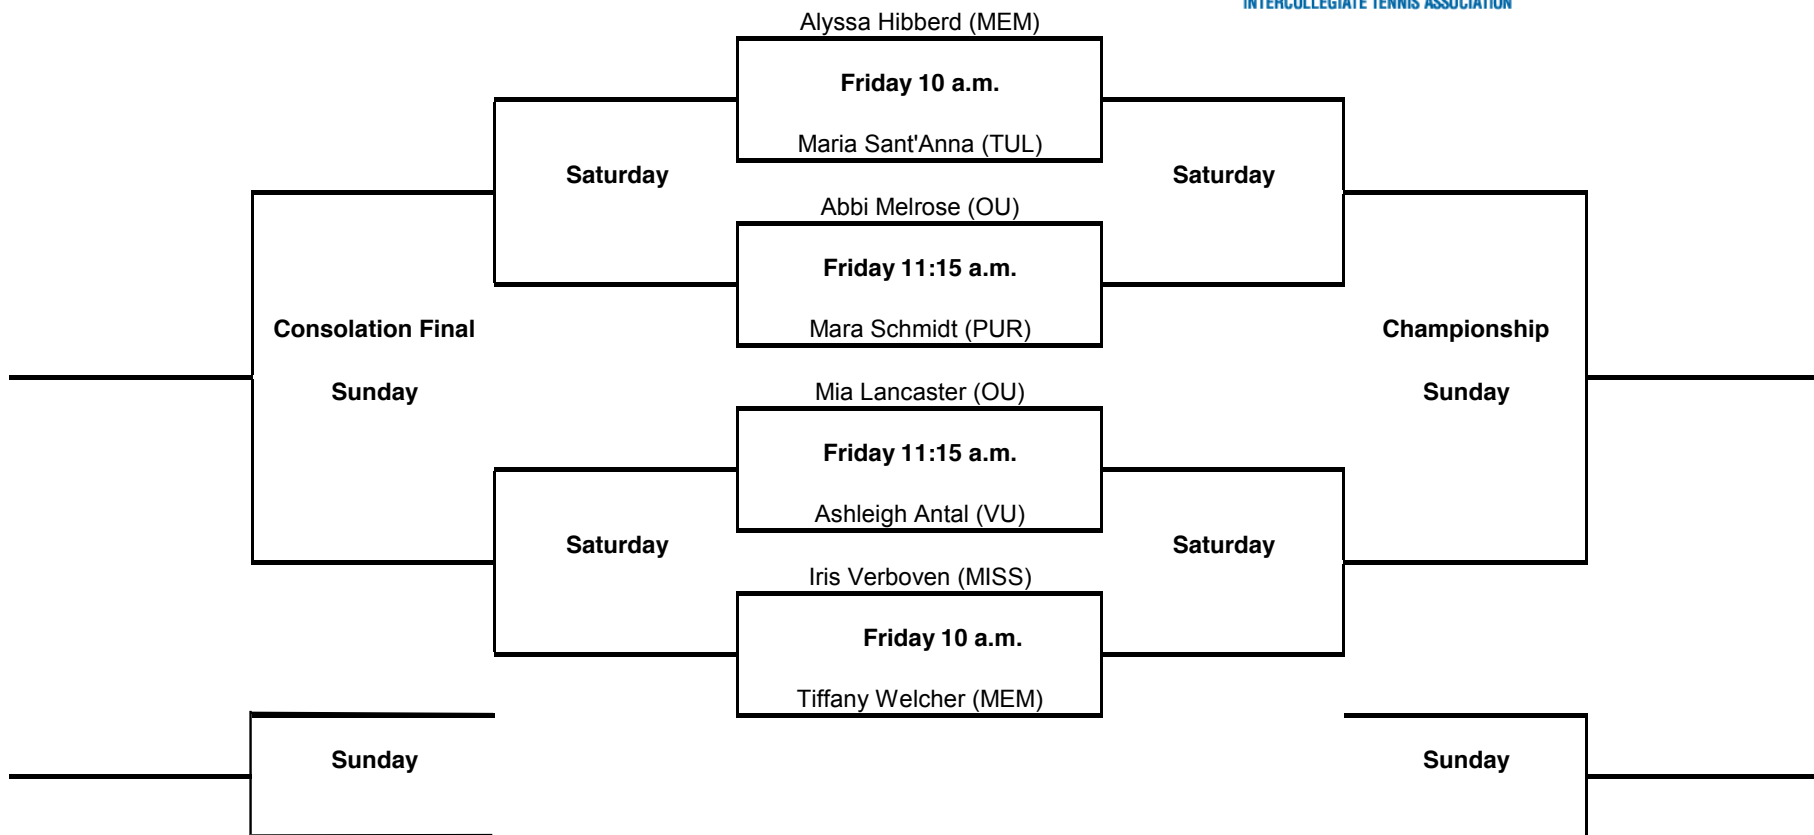 INTERCOLLEGIATE TENNIS ASSOCIATION
Alyssa Hibberd (MEM)
Friday 10 a.m.
Maria Sant'Anna (TUL)
Saturday
Saturday
Abbi Melrose (OU)
Friday 11:15 a.m.
Consolation Final
Mara Schmidt (PUR)
Championship
Sunday
Mia Lancaster (OU)
Sunday
Friday 11:15 a.m.
Ashleigh Antal (VU)
Saturday
Saturday
Iris Verboven (MISS)
Friday 10 a.m.
Tiffany Welcher (MEM)
Sunday
Sunday